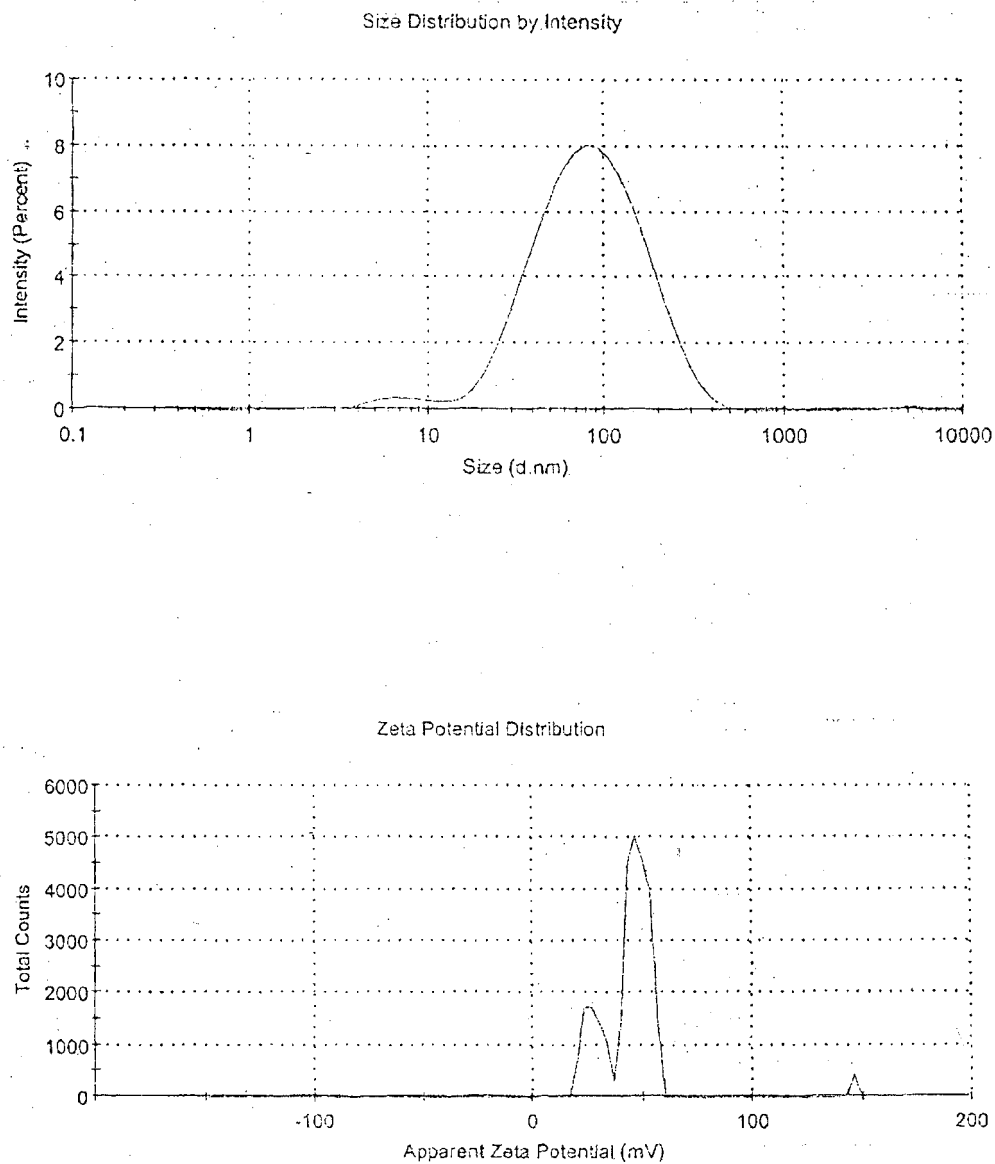 Size Distribution by Intensity
10
8
6
4
2
0
Intensity (Percent)
0.1 1 10 100 1000 10000
Size (d.nm)
Zeta Potential Distribution
6000
5000
4000
3000
2000
1000
0
Total Counts
-100 0 100 200
Apparent Zeta Potential (mV)